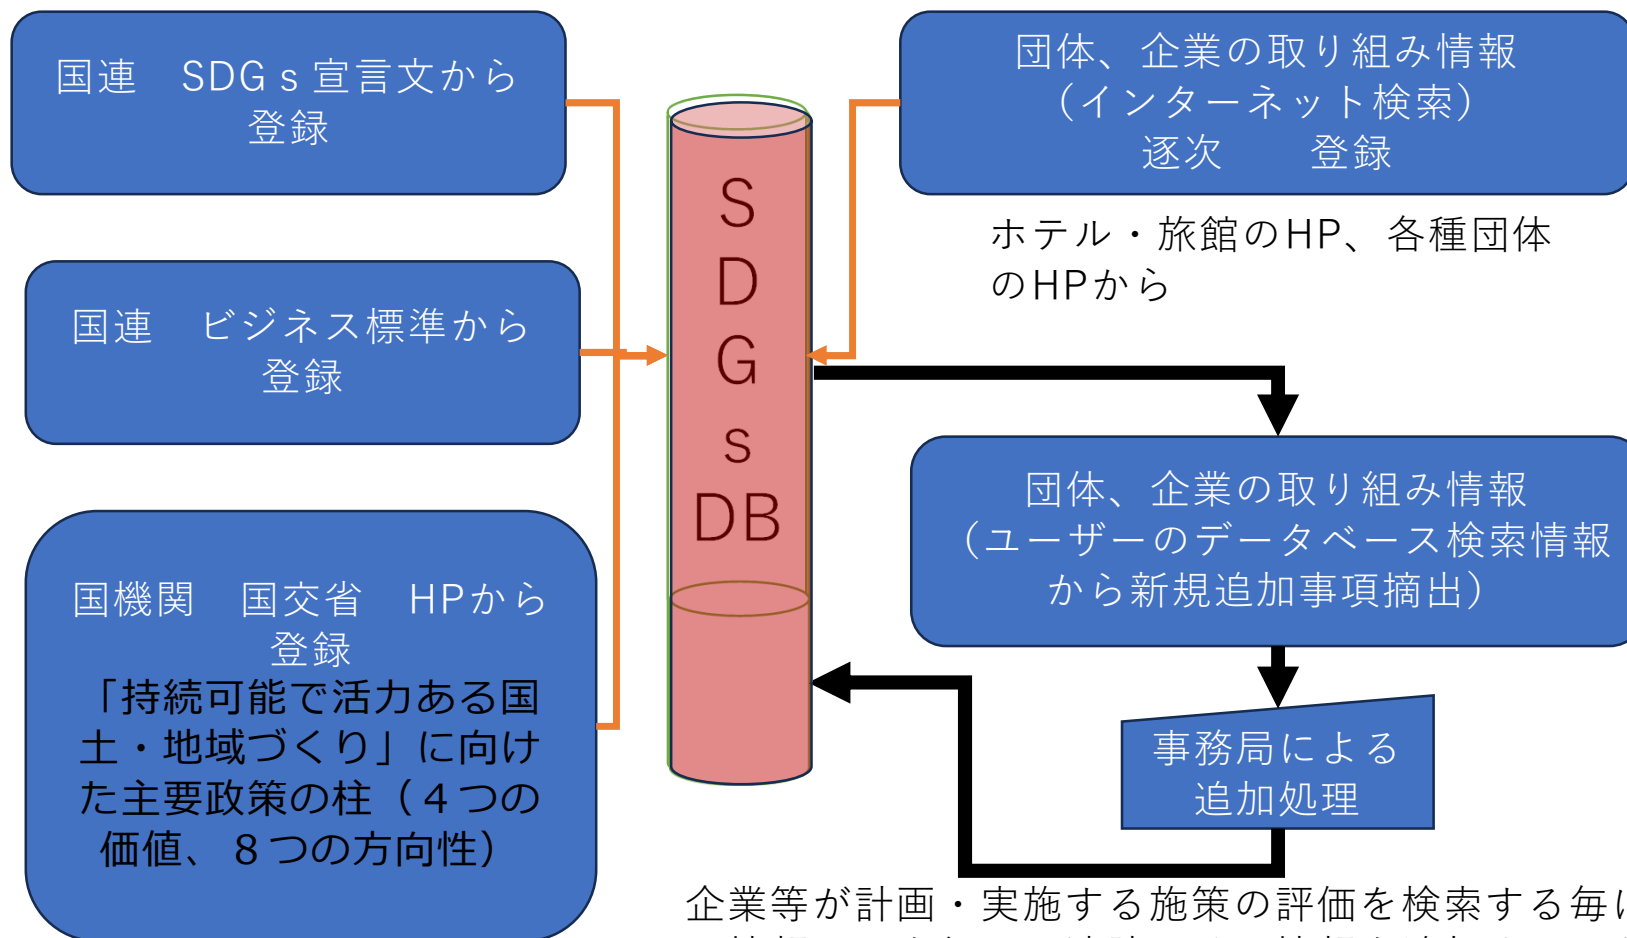 国連　SDGｓ宣言文から
登録
国連　ビジネス標準から
登録
国機関　国交省　HPから
登録
「持続可能で活力ある国
土・地域づくり」に向け
た主要政策の柱（４つの
価値、８つの方向性）
S
D
G
s
DB
団体、企業の取り組み情報
（インターネット検索）
逐次　　登録
ホテル・旅館のHP、各種団体
のHPから
団体、企業の取り組み情報
（ユーザーのデータベース検索情報
から新規追加事項摘出）
事務局による
追加処理
企業等が計画・実施する施策の評価を検索する毎に